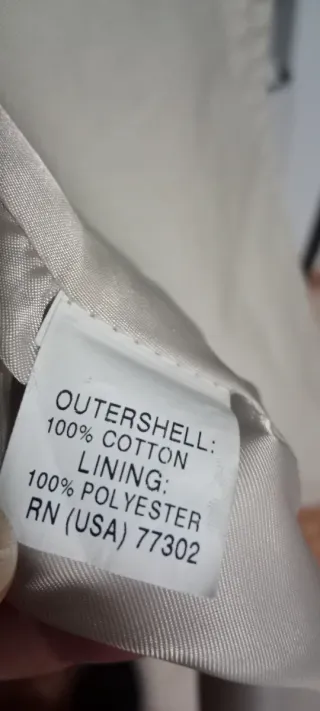 OUTERSHELL:
100% COTTON
LINING:
100% POLYESTER
RN (USA) 77302